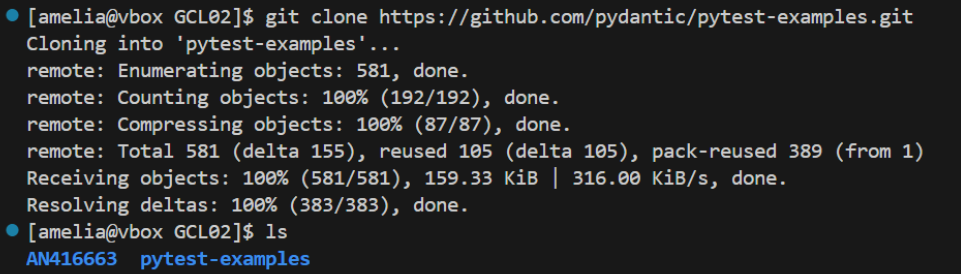 [amelia@vbox GCL02]$ git clone https://github.com/pydantic/pytest-examples.git
Cloning into 'pytest-examples'...
remote: Enumerating objects: 581, done.
remote: Counting objects: 100% (192/192), done.
remote: Compressing objects: 100% (87/87), done.
remote: Total 581 (delta 155), reused 105 (delta 105), pack-reused 389 (from 1)
Receiving objects: 100% (581/581), 159.33 KiB | 316.00 KiB/s, done.
Resolving deltas: 100% (383/383), done.
[amelia@vbox GCL02]$ ls
AN416663  pytest-examples